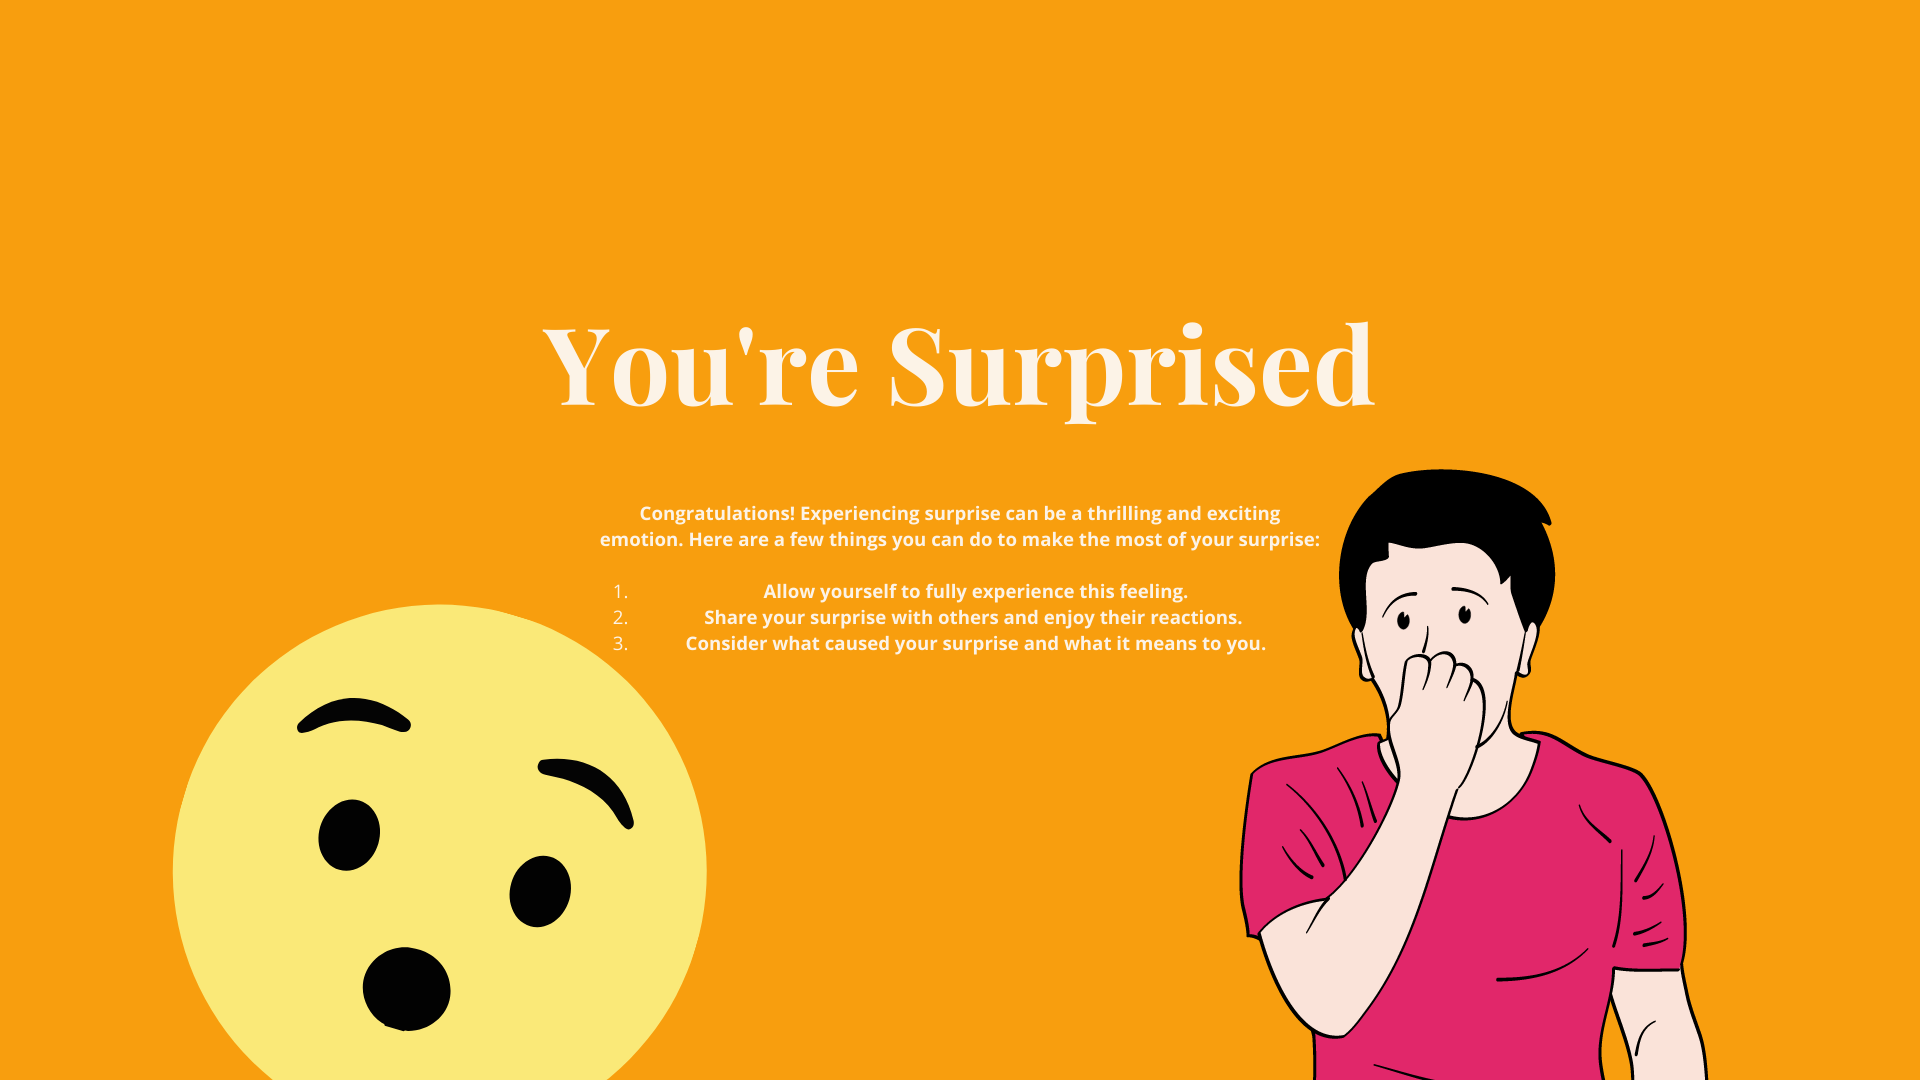 You're Surprised
Congratulations! Experiencing surprise can be a thrilling and exciting
emotion. Here are a few things you can do to make the most of your surprise:
1. Allow yourself to fully experience this feeling.
2. Share your surprise with others and enjoy their reactions.
3. Consider what caused your surprise and what it means to you.